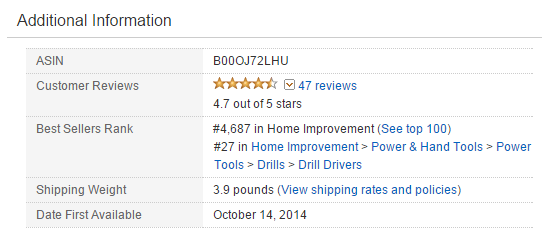 Additional Information
ASIN B00OJ72LHU
Customer Reviews 47 reviews
4.7 out of 5 stars
Best Sellers Rank #4,687 in Home Improvement (See top 100)
#27 in Home Improvement > Power & Hand Tools > Power
Tools > Drills > Drill Drivers
Shipping Weight 3.9 pounds (View shipping rates and policies)
Date First Available October 14, 2014